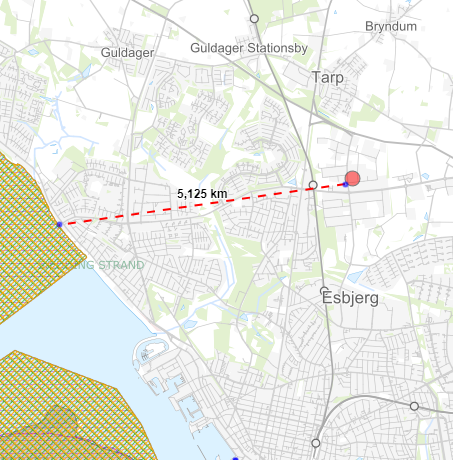 Bryndum
Guldager
Guldager Stationsby
Tarp
5,125 km
STRAND
Esbjerg